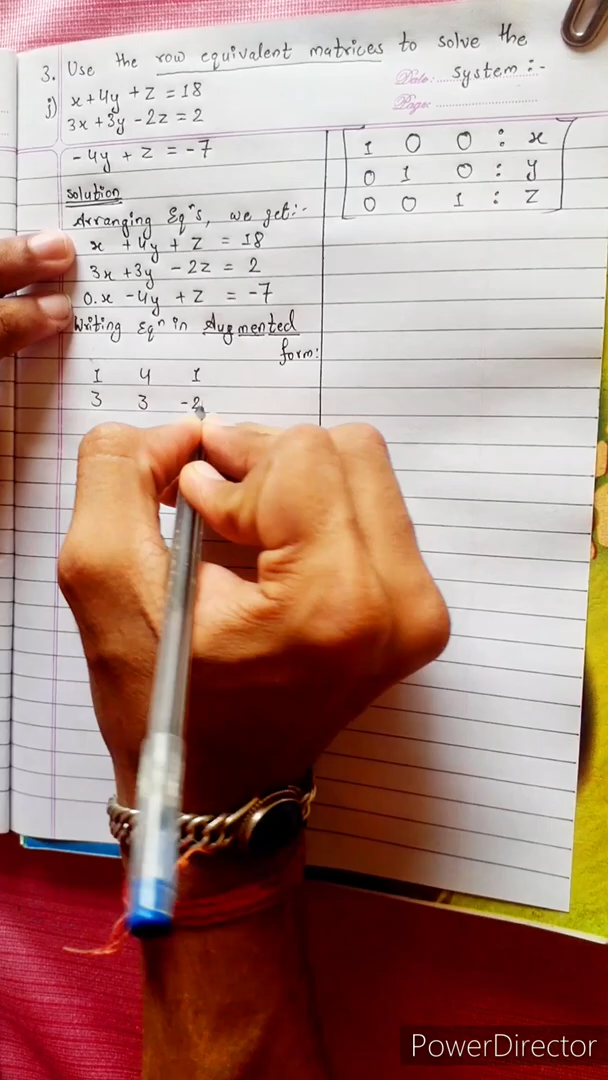 3. Use the row equivalent matrices to solve the
Date: system :-
j) x+4y+z=18
Page:
3x+3y-2z=2
-4y+z=-7
solution
Arranging Eqⁿs, we get:-
x+4y+z=18
3x+3y-2z=2
0.x-4y+z=-7
Writing Eqⁿ in Augmented
form:
1 4 1
3 3 -2
1 0 0 : x
0 1 0 : y
0 0 1 : z
PowerDirector